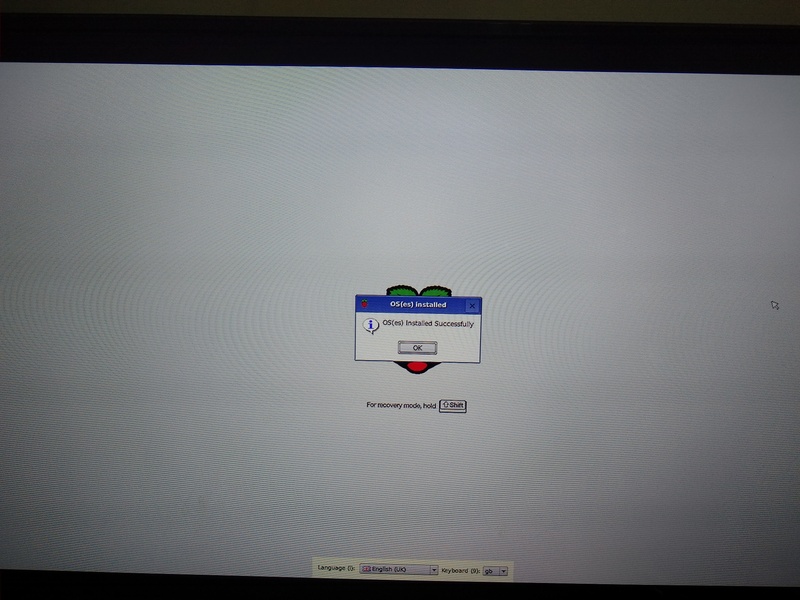 OS(es) installed
OS(es) Installed Successfully
OK
For recovery mode, hold Shift
Language (l): English (UK) Keyboard (9): gb